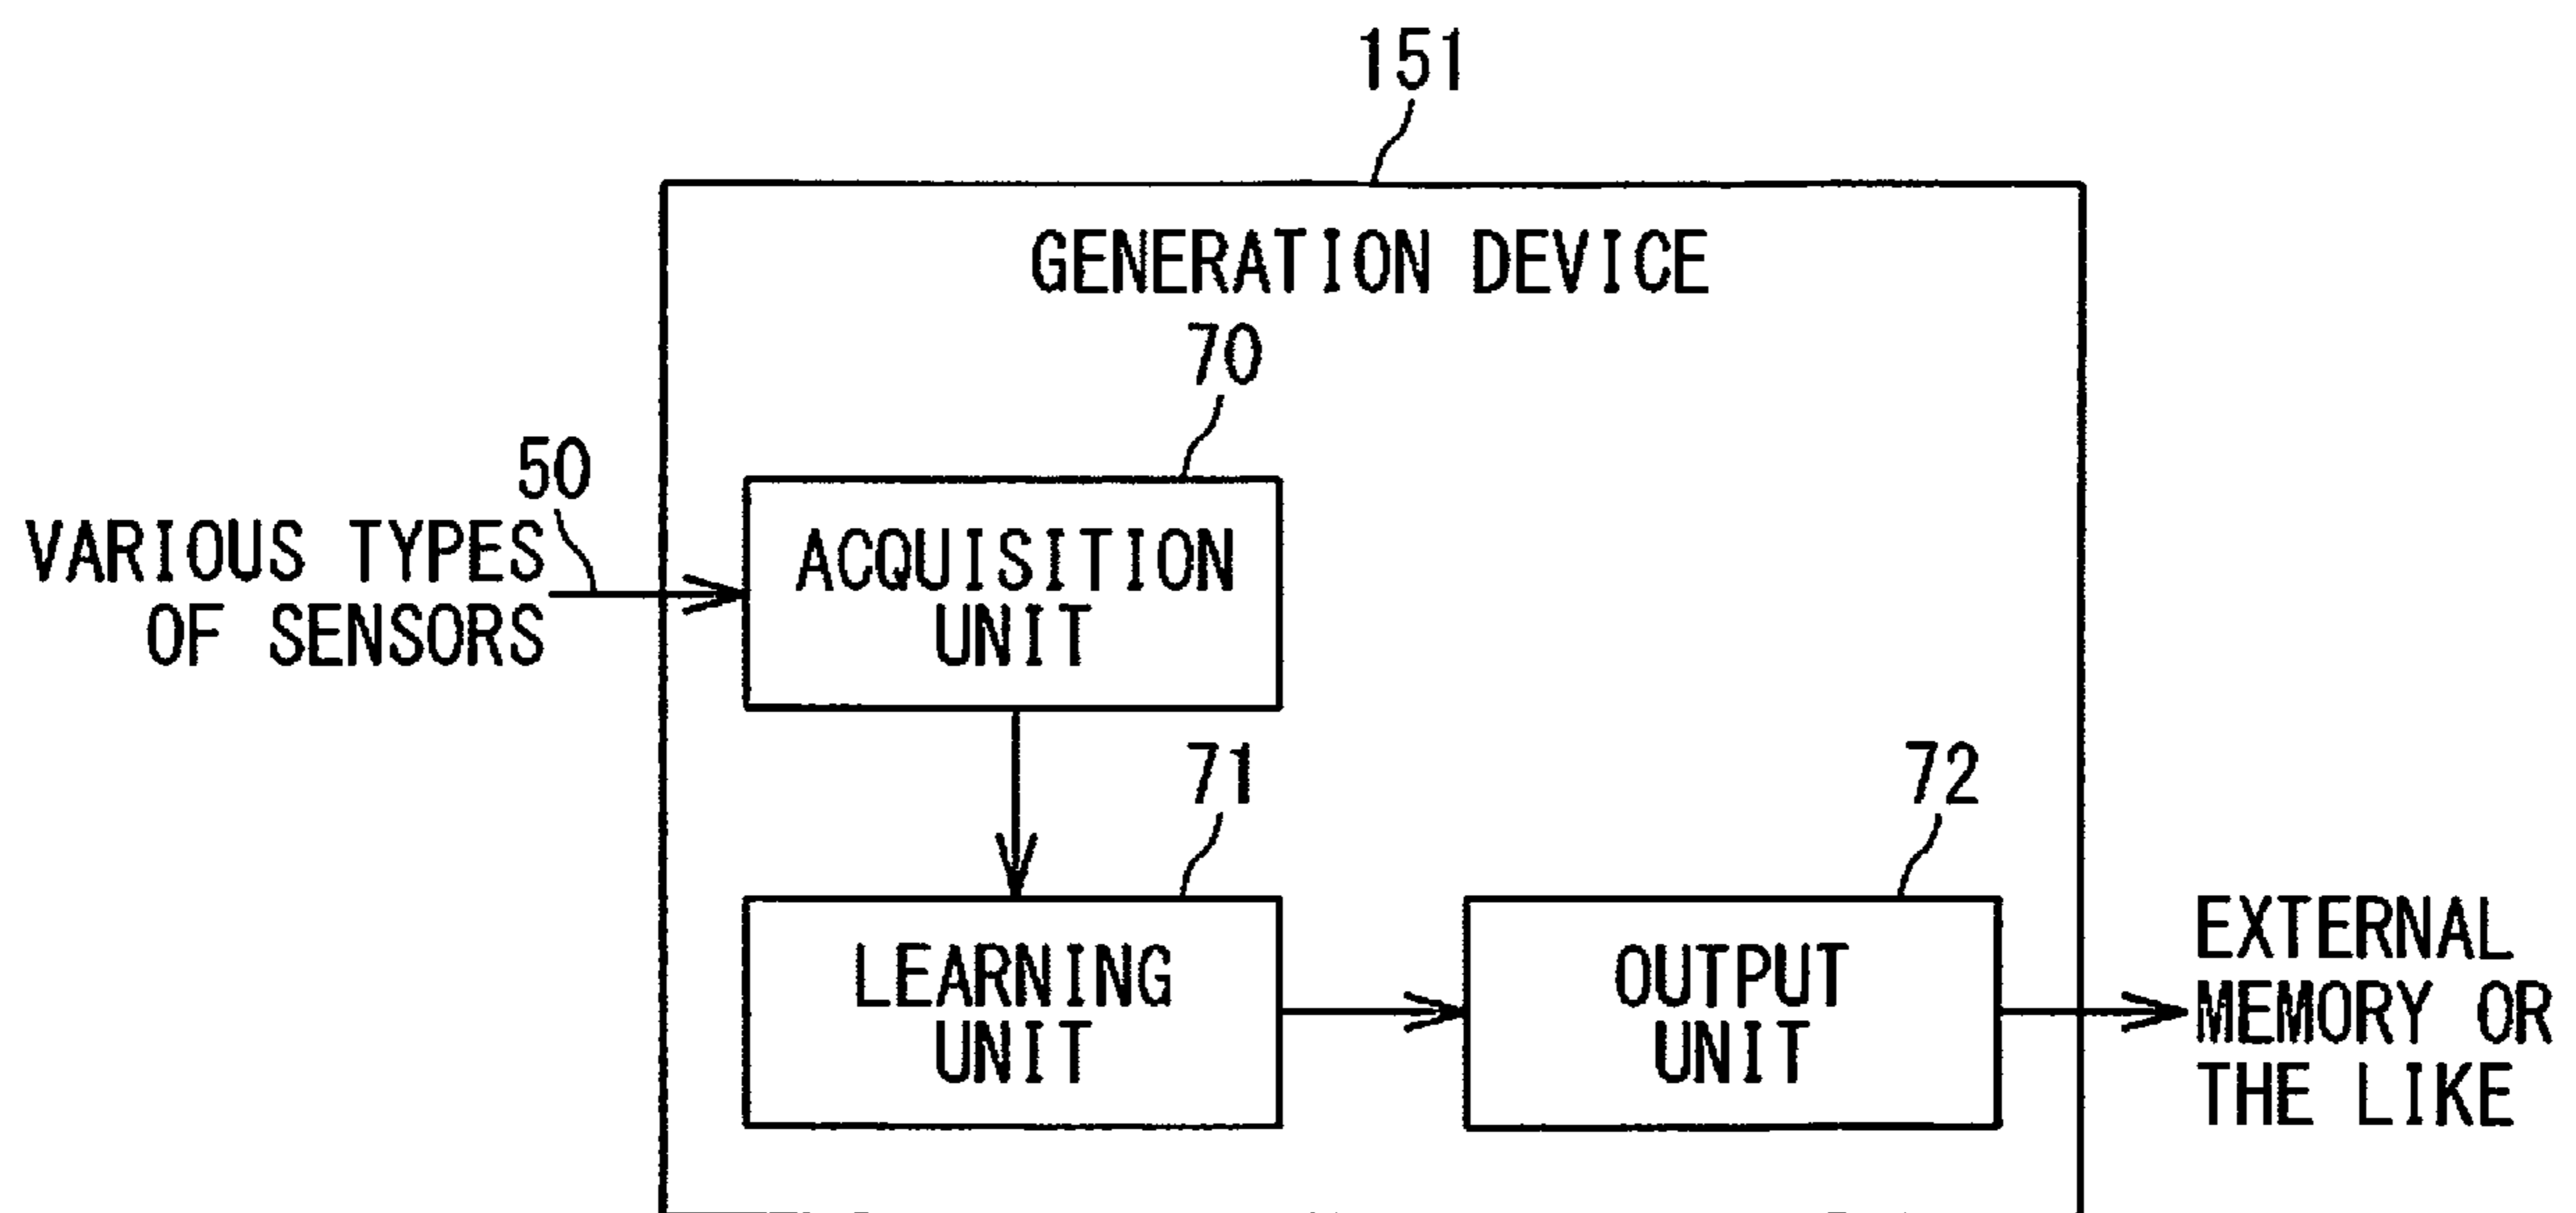 151
GENERATION DEVICE
70
50
VARIOUS TYPES
OF SENSORS
ACQUISITION
UNIT
71
72
LEARNING
UNIT
OUTPUT
UNIT
EXTERNAL
MEMORY OR
THE LIKE